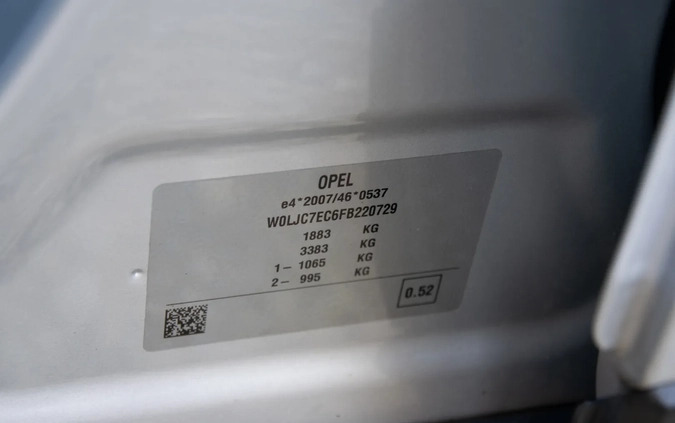 OPEL
e4*2007/46*0537
W0LJC7EC6FB220729
1883 KG
3383 KG
1– 1065 KG
2– 995 KG
0.52